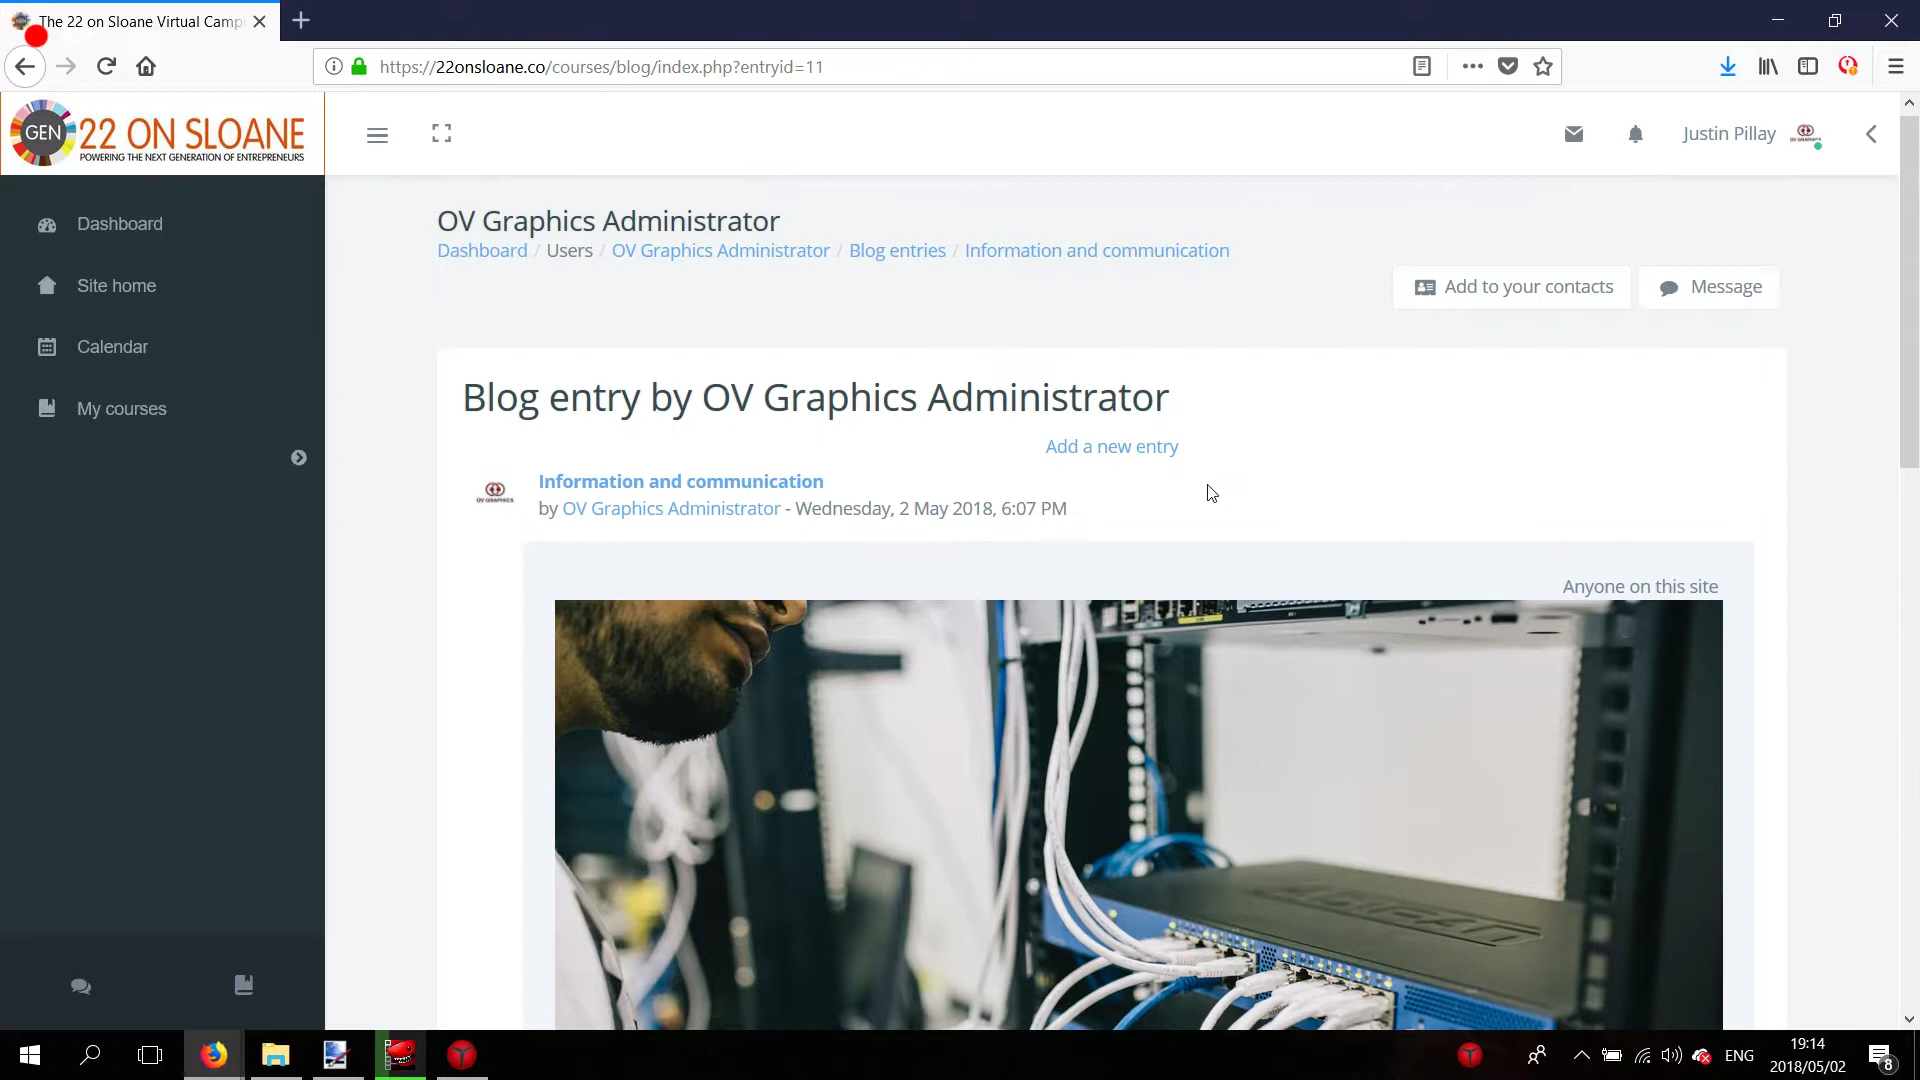 The 22 on Sloane Virtual Camp
https://22onsloane.co/courses/blog/index.php?entryid=11
GEN 22 ON SLOANE
POWERING THE NEXT GENERATION OF ENTREPRENEURS
Justin Pillay
Dashboard
Site home
Calendar
My courses
OV Graphics Administrator
Dashboard / Users / OV Graphics Administrator / Blog entries / Information and communication
Add to your contacts
Message
Blog entry by OV Graphics Administrator
Add a new entry
Information and communication
OV GRAPHICS
by OV Graphics Administrator - Wednesday, 2 May 2018, 6:07 PM
Anyone on this site
ENG
19:14
2018/05/02
8